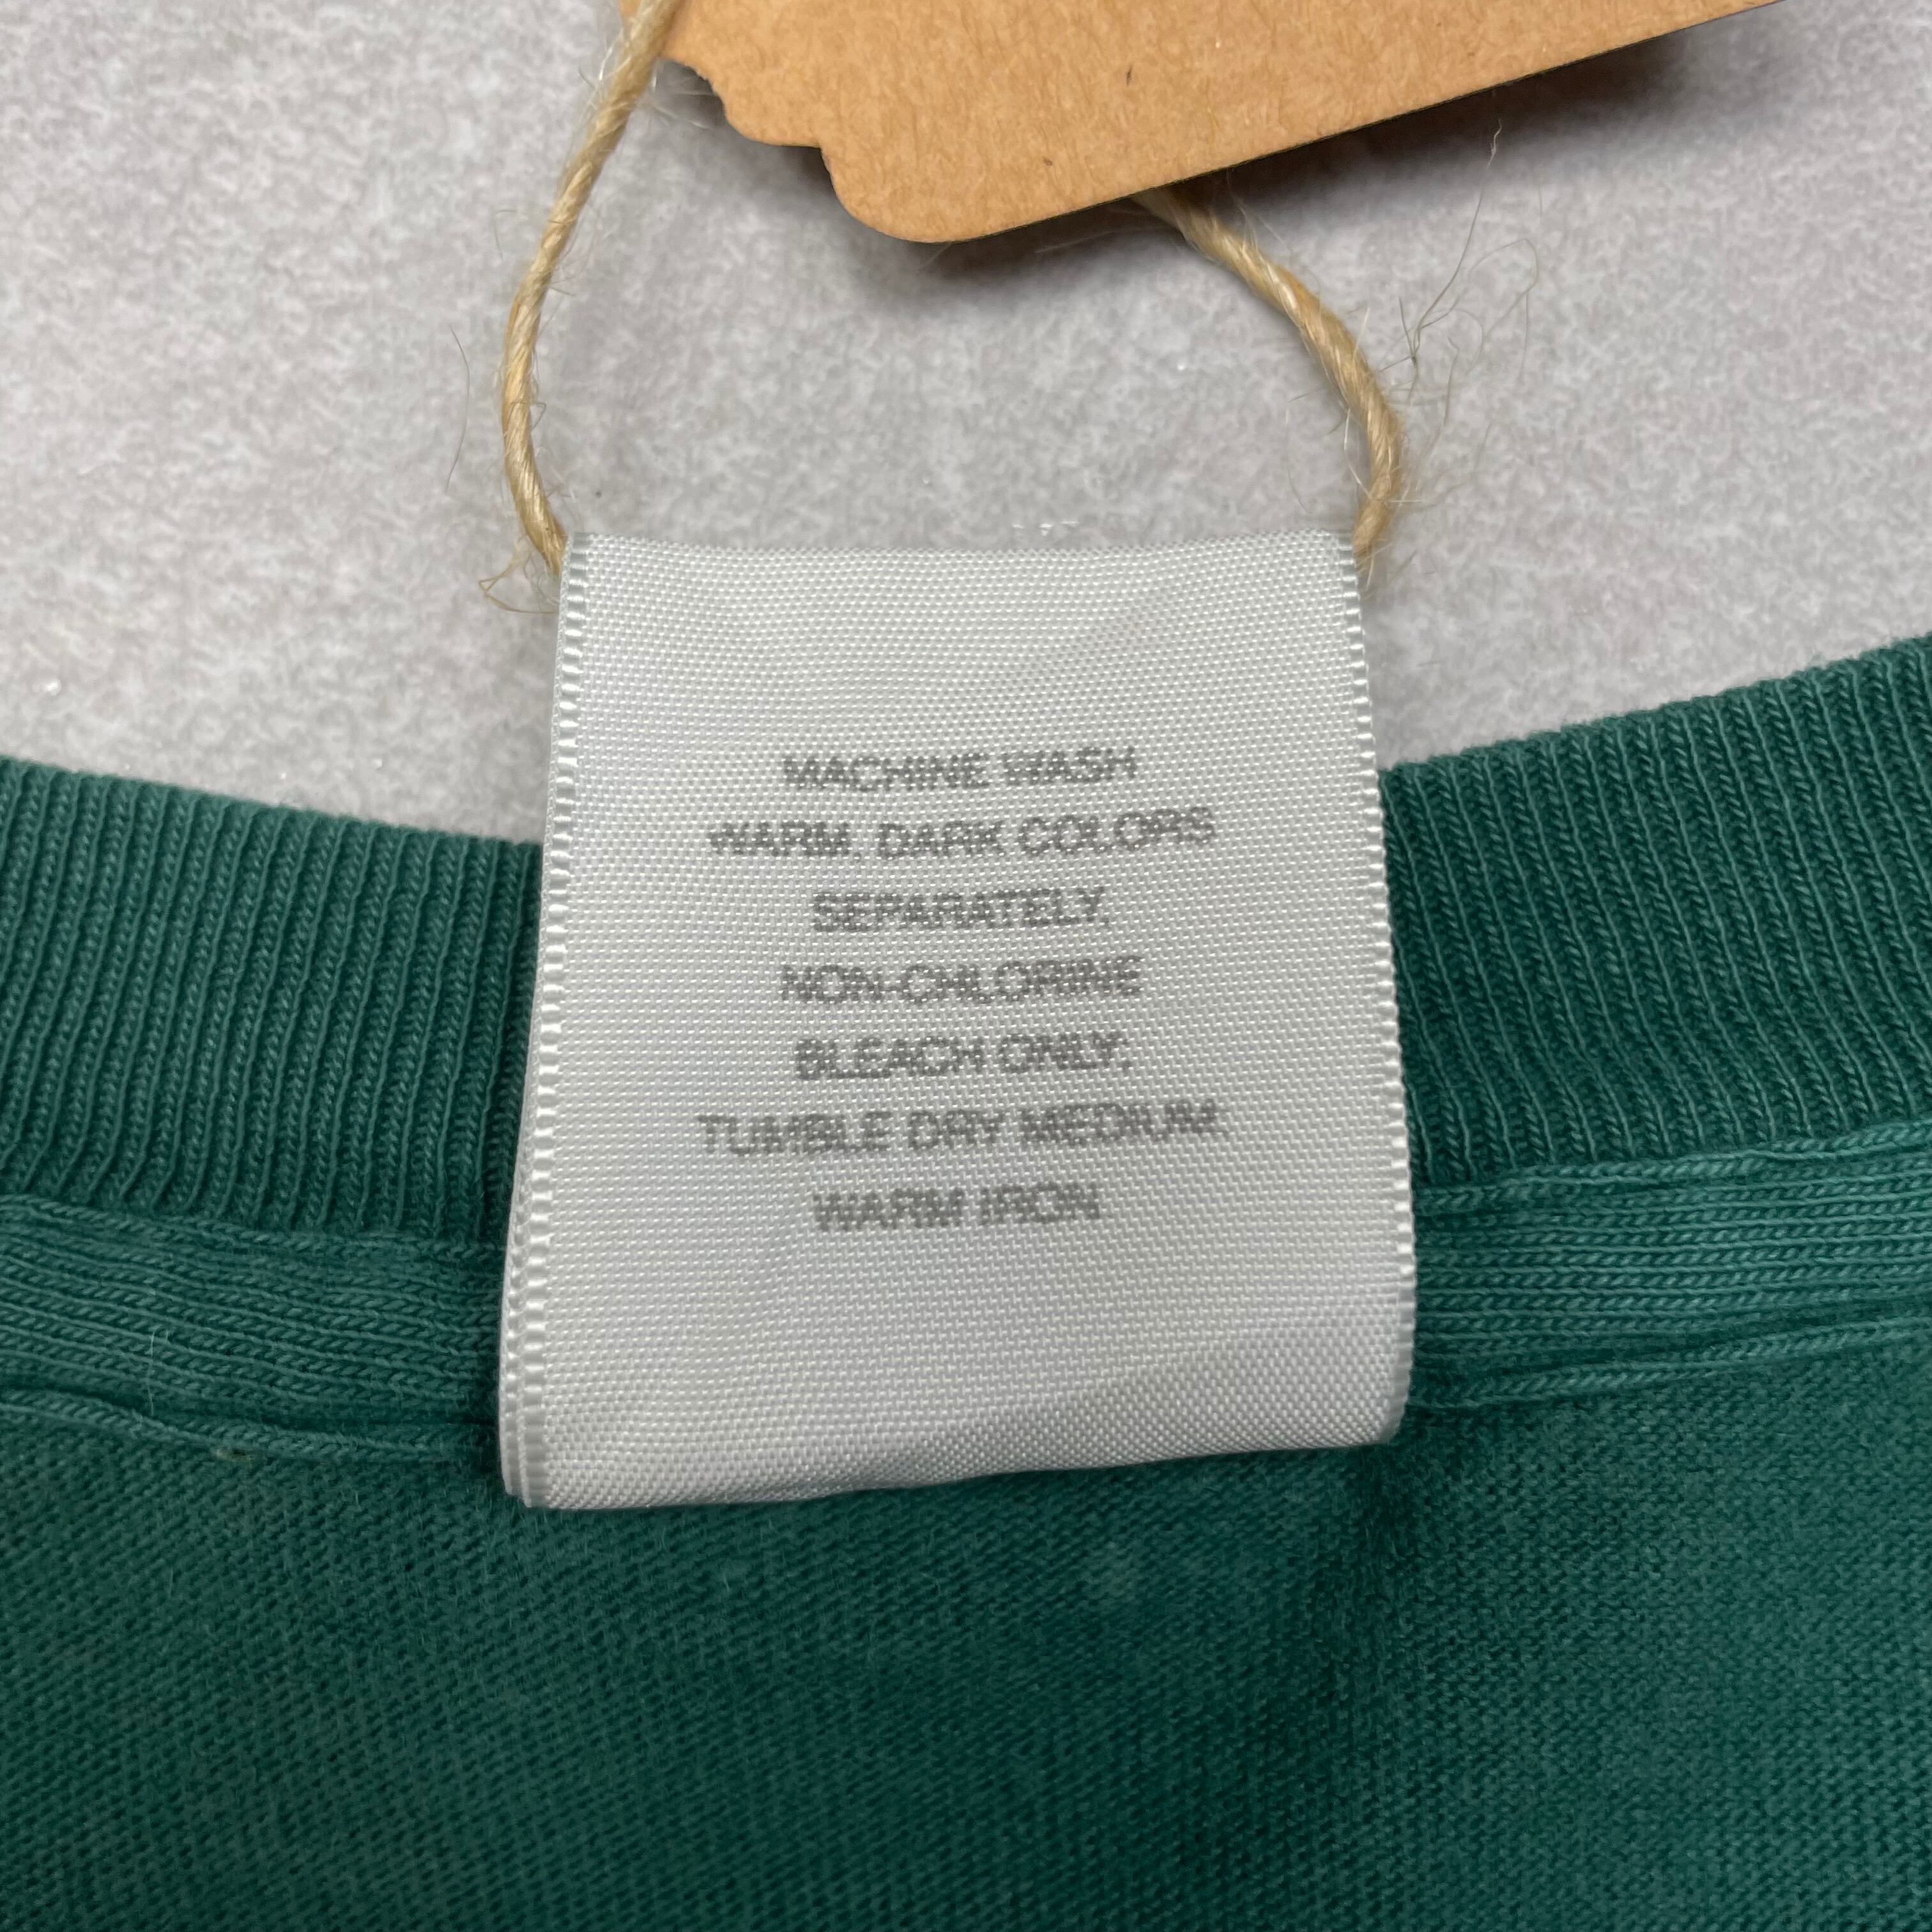 MACHINE WASH
WARM. DARK COLORS
SEPARATELY.
NON-CHLORINE
BLEACH ONLY.
TUMBLE DRY MEDIUM.
WARM IRON